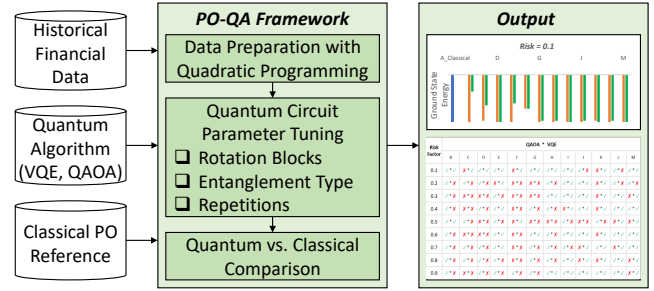 Historical
Financial
Data
Quantum
Algorithm
(VQE, QAOA)
Classical PO
Reference
PO-QA Framework
Data Preparation with
Quadratic Programming
Quantum Circuit
Parameter Tuning
Rotation Blocks
Entanglement Type
Repetitions
Quantum vs. Classical
Comparison
Output
Risk = 0.1
A_Classical D G J M
Ground State
Energy
Risk
Factor
QAOA * VQE
B C D E F G H I J K L M
0.1
0.2
0.3
0.4
0.5
0.6
0.7
0.8
0.9